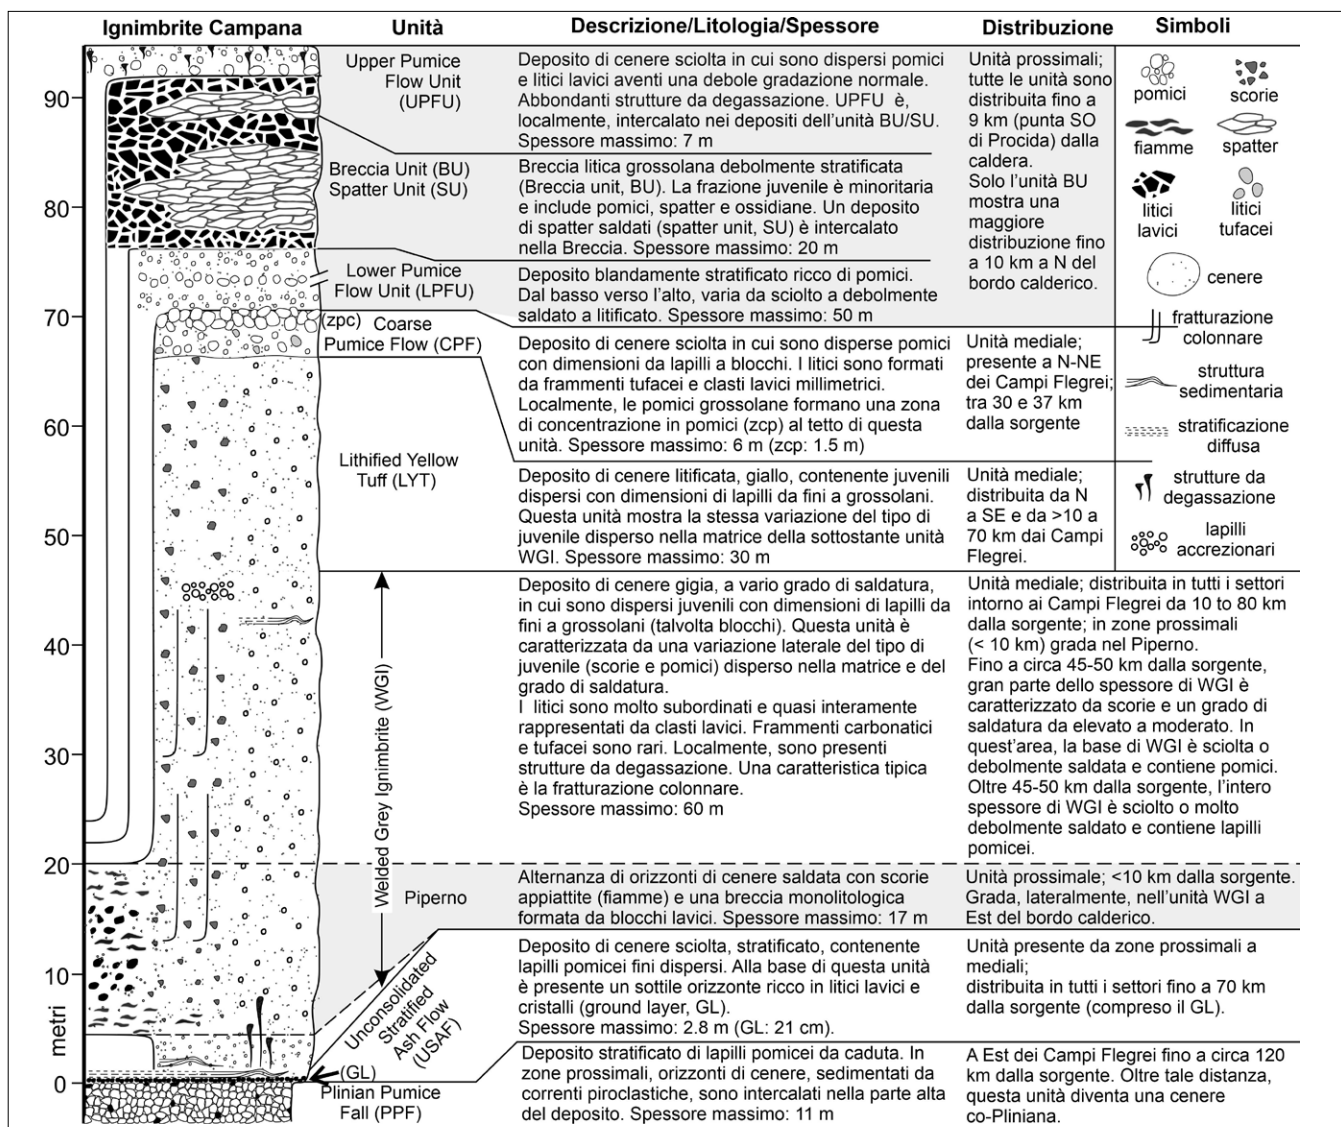 Ignimbrite Campana
Unità
Descrizione/Litologia/Spessore
Distribuzione
Simboli
90
80
70
60
50
40
30
20
10
0
metri
Upper Pumice
Flow Unit
(UPFU)
Deposito di cenere sciolta in cui sono dispersi pomici
e litici lavici aventi una debole gradazione normale.
Abbondanti strutture da degassazione. UPFU è,
localmente, intercalato nei depositi dell'unità BU/SU.
Spessore massimo: 7 m
Breccia Unit (BU)
Spatter Unit (SU)
Breccia litica grossolana debolmente stratificata
(Breccia unit, BU). La frazione juvenile è minoritaria
e include pomici, spatter e ossidiane. Un deposito
di spatter saldati (spatter unit, SU) è intercalato
nella Breccia. Spessore massimo: 20 m
Lower Pumice
Flow Unit (LPFU)
Deposito blandamente stratificato ricco di pomici.
Dal basso verso l'alto, varia da sciolto a debolmente
saldato a litificato. Spessore massimo: 50 m
Unità prossimali;
tutte le unità sono
distribuita fino a
9 km (punta SO
di Procida) dalla
caldera.
Solo l'unità BU
mostra una
maggiore
distribuzione fino
a 10 km a N del
bordo calderico.
(zpc) Coarse
Pumice Flow (CPF)
Deposito di cenere sciolta in cui sono disperse pomici
con dimensioni da lapilli a blocchi. I litici sono formati
da frammenti tufacei e clasti lavici millimetrici.
Localmente, le pomici grossolane formano una zona
di concentrazione in pomici (zcp) al tetto di questa
unità. Spessore massimo: 6 m (zcp: 1.5 m)
Unità mediale;
presente a N-NE
dei Campi Flegrei;
tra 30 e 37 km
dalla sorgente
Lithified Yellow
Tuff (LYT)
Deposito di cenere litificata, giallo, contenente juvenili
dispersi con dimensioni di lapilli da fini a grossolani.
Questa unità mostra la stessa variazione del tipo di
juvenile disperso nella matrice della sottostante unità
WGI. Spessore massimo: 30 m
Unità mediale;
distribuita da N
a SE e da >10 a
70 km dai Campi
Flegrei.
Welded Grey Ignimbrite (WGI)
Deposito di cenere gigia, a vario grado di saldatura,
in cui sono dispersi juvenili con dimensioni di lapilli da
fini a grossolani (talvolta blocchi). Questa unità è
caratterizzata da una variazione laterale del tipo di
juvenile (scorie e pomici) disperso nella matrice e del
grado di saldatura.
I litici sono molto subordinati e quasi interamente
rappresentati da clasti lavici. Frammenti carbonatici
e tufacei sono rari. Localmente, sono presenti
strutture da degassazione. Una caratteristica tipica
è la fratturazione colonnare.
Spessore massimo: 60 m
Unità mediale; distribuita in tutti i settori
intorno ai Campi Flegrei da 10 to 80 km
dalla sorgente; in zone prossimali
(< 10 km) grada nel Piperno.
Fino a circa 45-50 km dalla sorgente,
gran parte dello spessore di WGI è
caratterizzato da scorie e un grado di
saldatura da elevato a moderato. In
quest'area, la base di WGI è sciolta o
debolmente saldata e contiene pomici.
Oltre 45-50 km dalla sorgente, l'intero
spessore di WGI è sciolto o molto
debolmente saldato e contiene lapilli
pomicei.
Piperno
Alternanza di orizzonti di cenere saldata con scorie
appiattite (fiamme) e una breccia monolitologica
formata da blocchi lavici. Spessore massimo: 17 m
Unità prossimale; <10 km dalla sorgente.
Grada, lateralmente, nell'unità WGI a
Est del bordo calderico.
Unconsolidated
Stratified
Ash Flow
(USAF)
(GL)
Deposito di cenere sciolta, stratificato, contenente
lapilli pomicei fini dispersi. Alla base di questa unità
è presente un sottile orizzonte ricco in litici lavici e
cristalli (ground layer, GL).
Spessore massimo: 2.8 m (GL: 21 cm).
Unità presente da zone prossimali a
mediali;
distribuita in tutti i settori fino a 70 km
dalla sorgente (compreso il GL).
Plinian Pumice
Fall (PPF)
Deposito stratificato di lapilli pomicei da caduta. In
zone prossimali, orizzonti di cenere, sedimentati da
correnti piroclastiche, sono intercalati nella parte alta
del deposito. Spessore massimo: 11 m
A Est dei Campi Flegrei fino a circa 120
km dalla sorgente. Oltre tale distanza,
questa unità diventa una cenere
co-Pliniana.
pomici
scorie
fiamme
spatter
litici
lavici
litici
tufacei
cenere
fratturazione
colonnare
struttura
sedimentaria
stratificazione
diffusa
strutture da
degassazione
lapilli
accrezionari